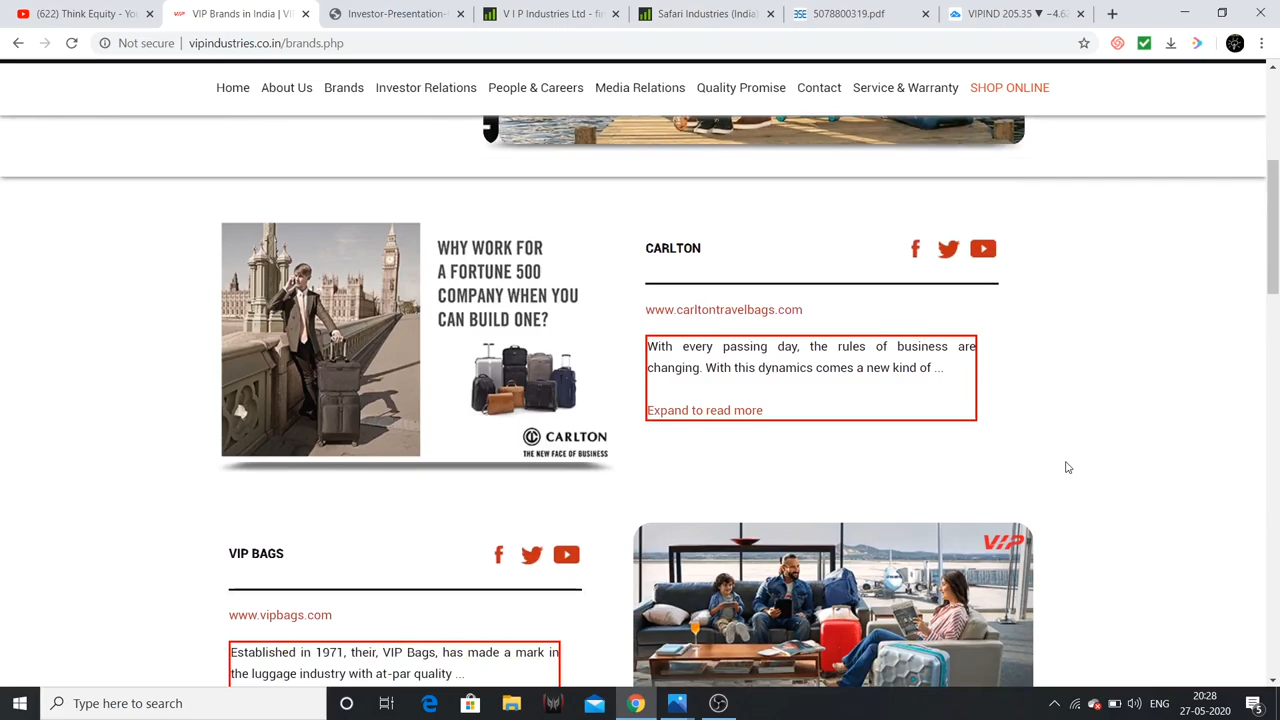 (622) Think Equity - Yo
VIP Brands in India | VI
Investor-Presentation-
V I P Industries Ltd - fin
Safari Industries (India)
BSE
5078800319.pdf
VIPIND 205.35 ▼ −4.62
Not secure
vipindustries.co.in/brands.php
Home
About Us
Brands
Investor Relations
People & Careers
Media Relations
Quality Promise
Contact
Service & Warranty
SHOP ONLINE
WHY WORK FOR
A FORTUNE 500
COMPANY WHEN YOU
CAN BUILD ONE?
CARLTON
THE NEW FACE OF BUSINESS
CARLTON
www.carltontravelbags.com
With every passing day, the rules of business are
changing. With this dynamics comes a new kind of ...
Expand to read more
VIP BAGS
www.vipbags.com
Established in 1971, their, VIP Bags, has made a mark in
the luggage industry with at-par quality ...
VIP
Type here to search
ENG
20:28
27-05-2020
5